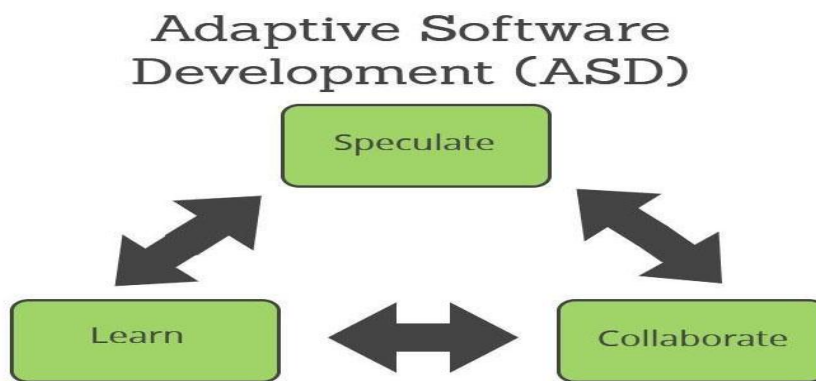 Adaptive Software
Development (ASD)
Speculate
Learn
Collaborate